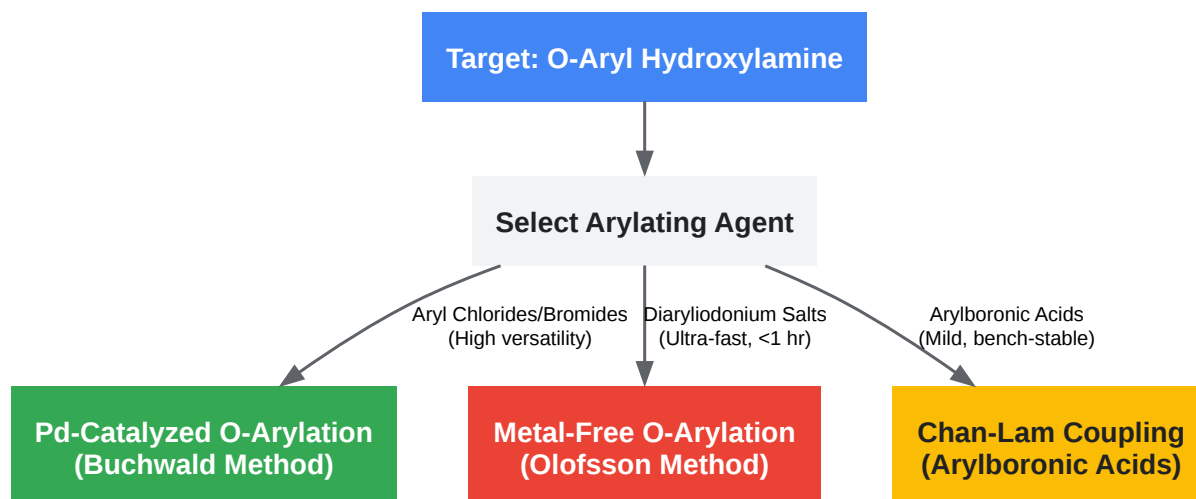 Target: O-Aryl Hydroxylamine
Select Arylating Agent
Aryl Chlorides/Bromides
(High versatility)
Diaryliodonium Salts
(Ultra-fast, <1 hr)
Arylboronic Acids
(Mild, bench-stable)
Pd-Catalyzed O-Arylation
(Buchwald Method)
Metal-Free O-Arylation
(Olofsson Method)
Chan-Lam Coupling
(Arylboronic Acids)